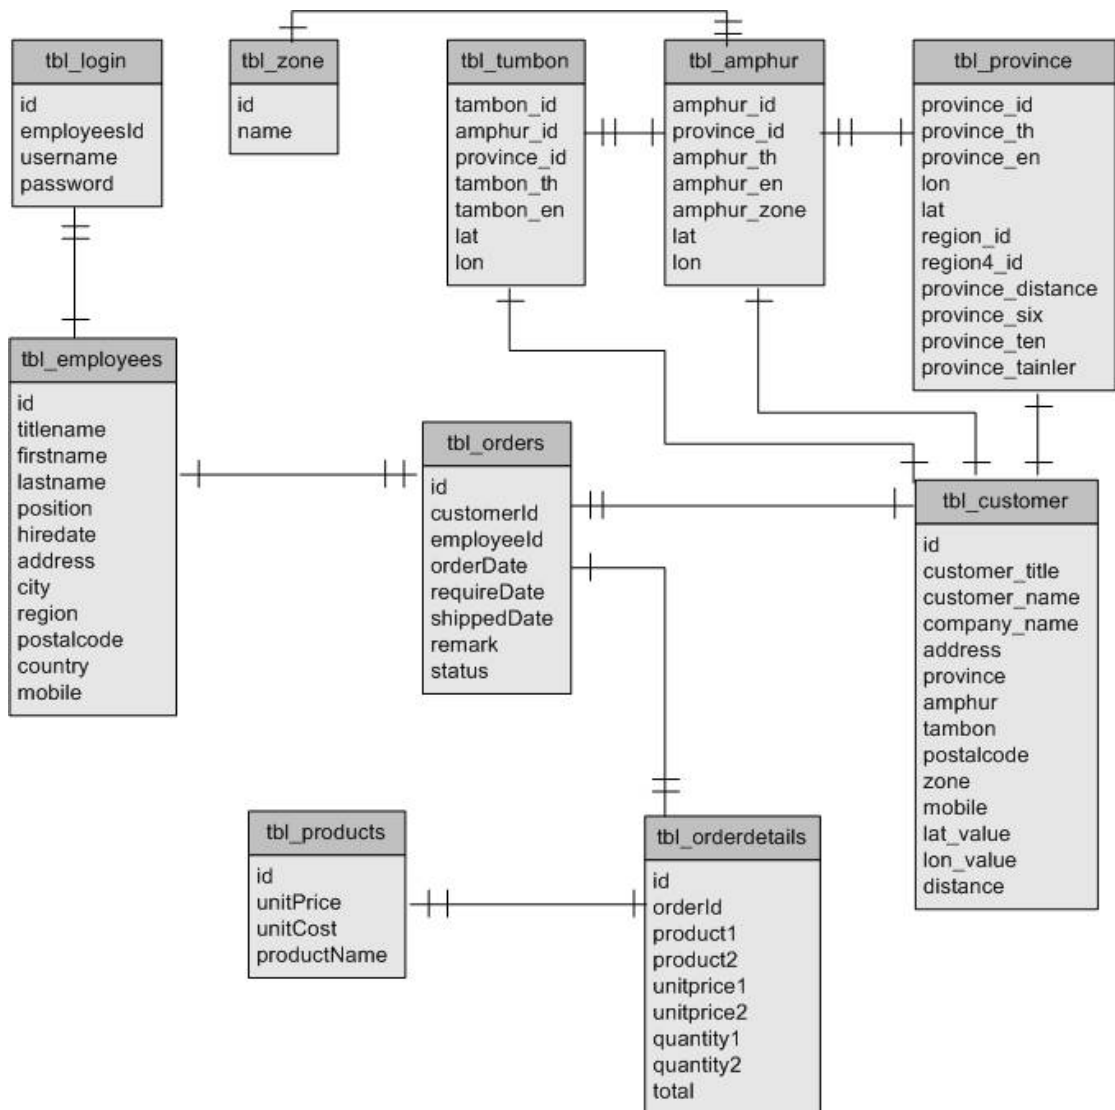 tbl_login
id
employeesId
username
password
tbl_zone
id
name
tbl_tumbon
tambon_id
amphur_id
province_id
tambon_th
tambon_en
lat
lon
tbl_amphur
amphur_id
province_id
amphur_th
amphur_en
amphur_zone
lat
lon
tbl_province
province_id
province_th
province_en
lon
lat
region_id
region4_id
province_distance
province_six
province_ten
province_tainler
tbl_employees
id
titlename
firstname
lastname
position
hiredate
address
city
region
postalcode
country
mobile
tbl_orders
id
customerId
employeeId
orderDate
requireDate
shippedDate
remark
status
tbl_customer
id
customer_title
customer_name
company_name
address
province
amphur
tambon
postalcode
zone
mobile
lat_value
lon_value
distance
tbl_products
id
unitPrice
unitCost
productName
tbl_orderdetails
id
orderId
product1
product2
unitprice1
unitprice2
quantity1
quantity2
total